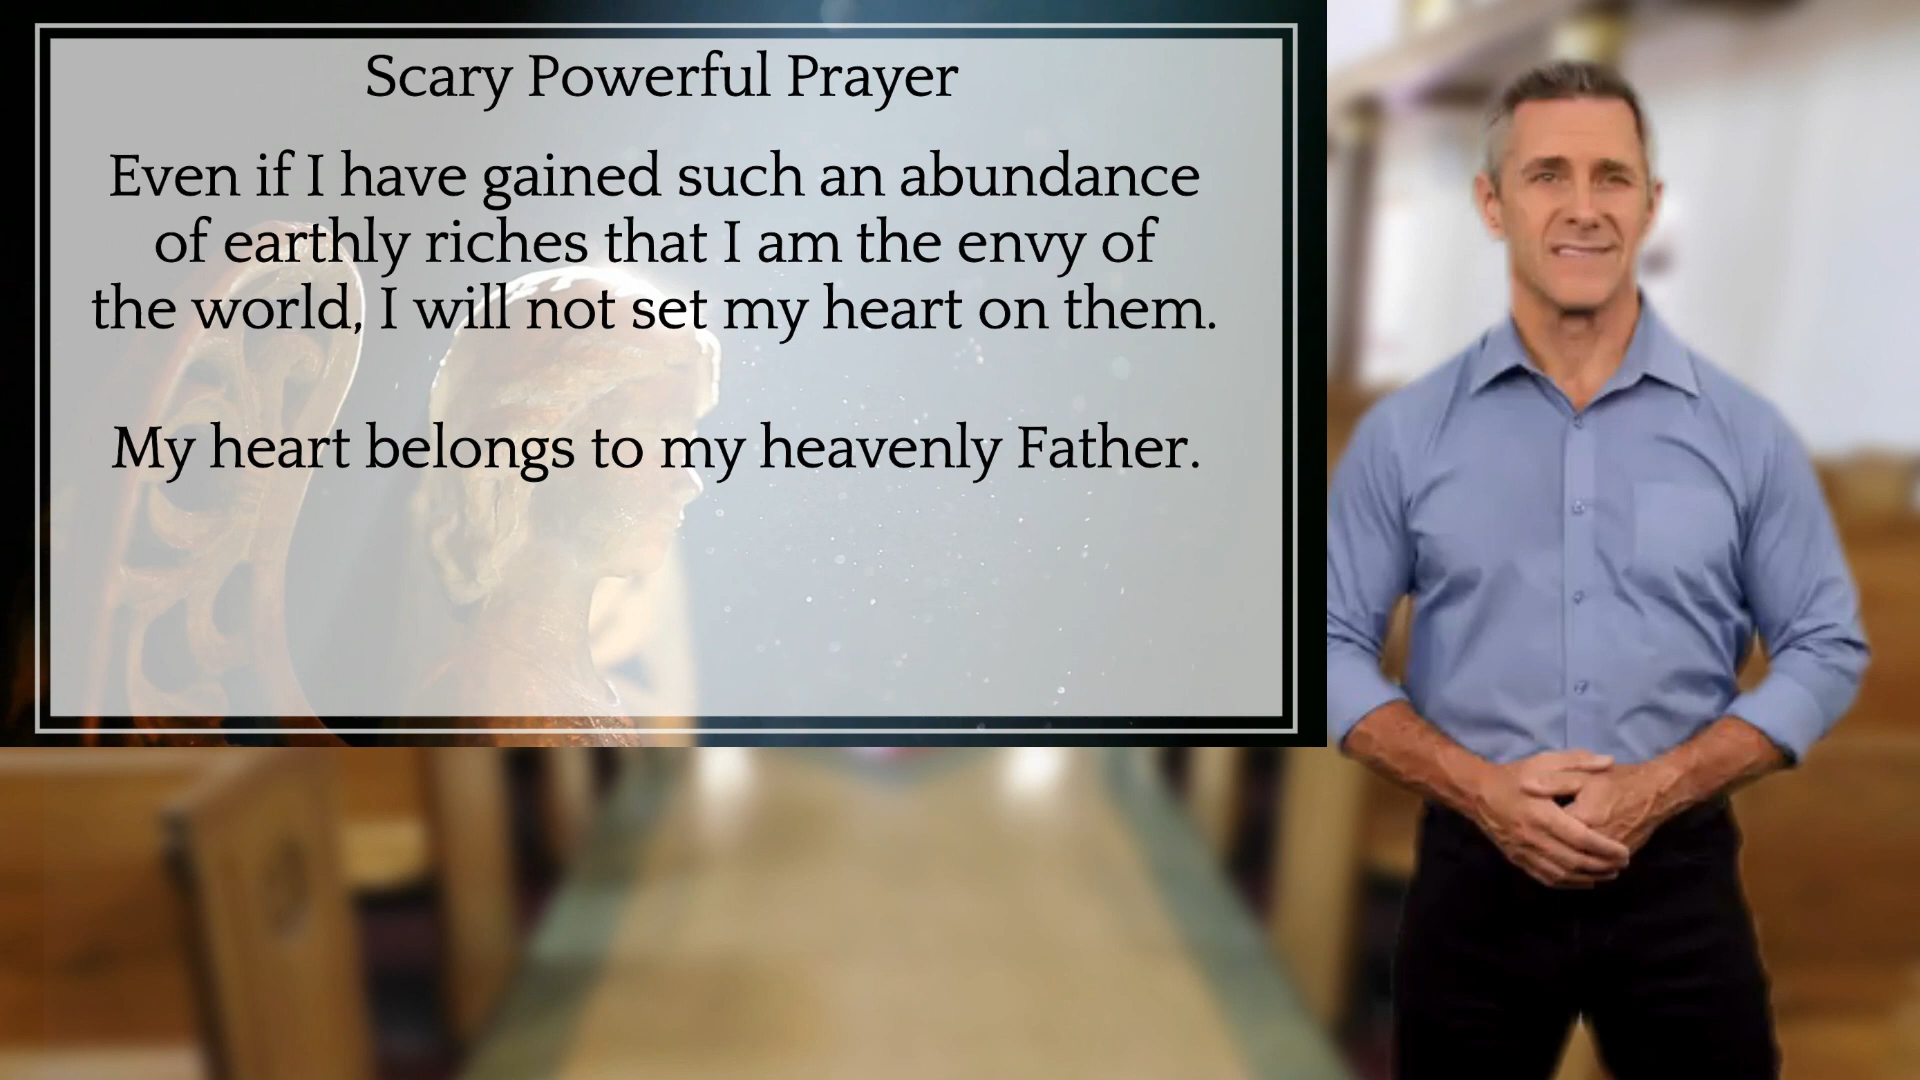 Scary Powerful Prayer
Even if I have gained such an abundance
of earthly riches that I am the envy of
the world, I will not set my heart on them.
My heart belongs to my heavenly Father.